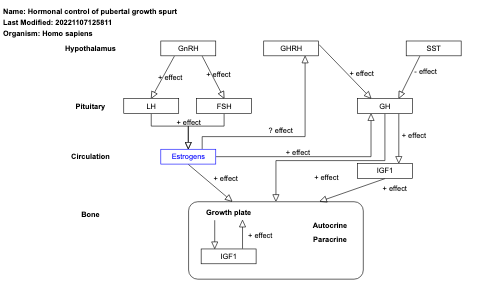 Name: Hormonal control of pubertal growth spurt
Last Modified: 20221107125811
Organism: Homo sapiens
Hypothalamus
GnRH
GHRH
SST
+ effect
+ effect
+ effect
- effect
Pituitary
LH
FSH
GH
+ effect
? effect
+ effect
Circulation
Estrogens
+ effect
IGF1
+ effect
+ effect
+ effect
Bone
Growth plate
Autocrine
Paracrine
+ effect
IGF1